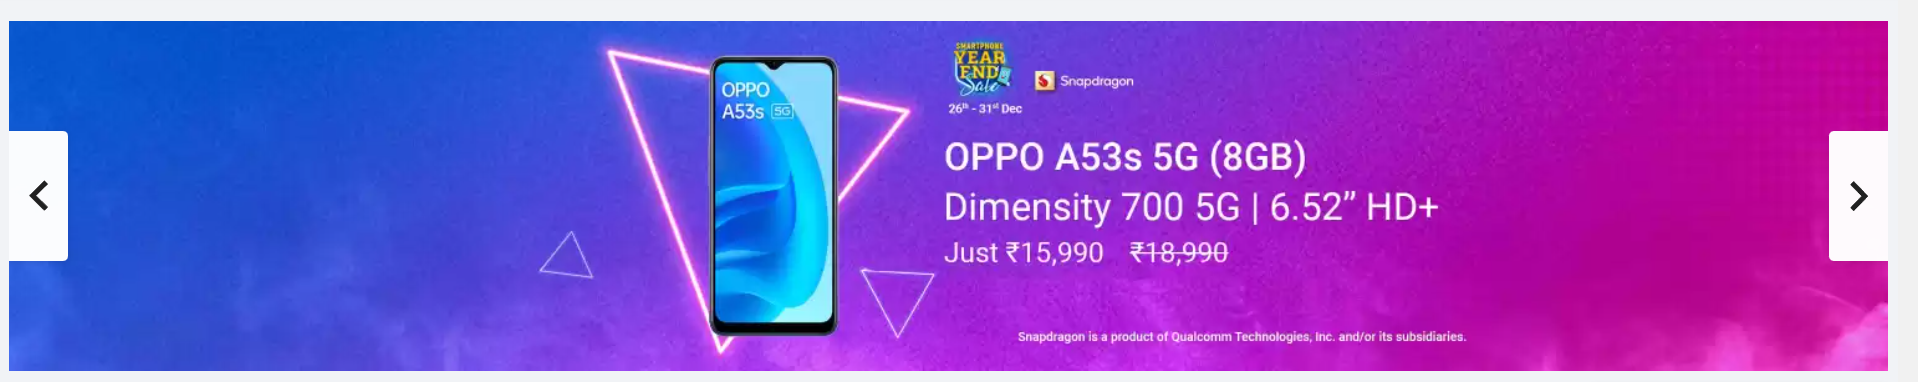 OPPO
A53s 5G
SMARTPHONE
YEAR
END
Sale
26th - 31st Dec
Snapdragon
OPPO A53s 5G (8GB)
Dimensity 700 5G | 6.52” HD+
Just ₹15,990 ₹18,990
Snapdragon is a product of Qualcomm Technologies, Inc. and/or its subsidiaries.